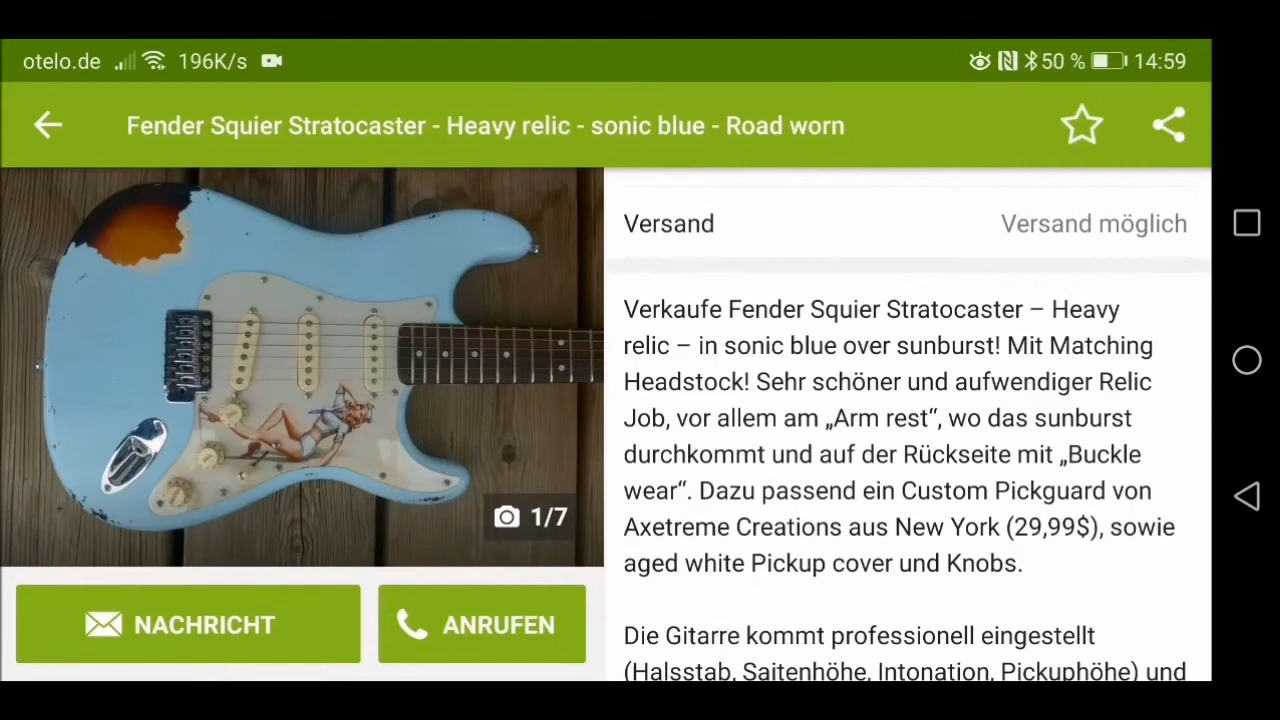 otelo.de 196K/s 50 % 14:59
Fender Squier Stratocaster - Heavy relic - sonic blue - Road worn
Versand Versand möglich
Verkaufe Fender Squier Stratocaster – Heavy
relic – in sonic blue over sunburst! Mit Matching
Headstock! Sehr schöner und aufwendiger Relic
Job, vor allem am „Arm rest“, wo das sunburst
durchkommt und auf der Rückseite mit „Buckle
wear“. Dazu passend ein Custom Pickguard von
Axetreme Creations aus New York (29,99$), sowie
aged white Pickup cover und Knobs.
Die Gitarre kommt professionell eingestellt
(Halsstab, Saitenhöhe, Intonation, Pickuphöhe) und
1/7
NACHRICHT
ANRUFEN